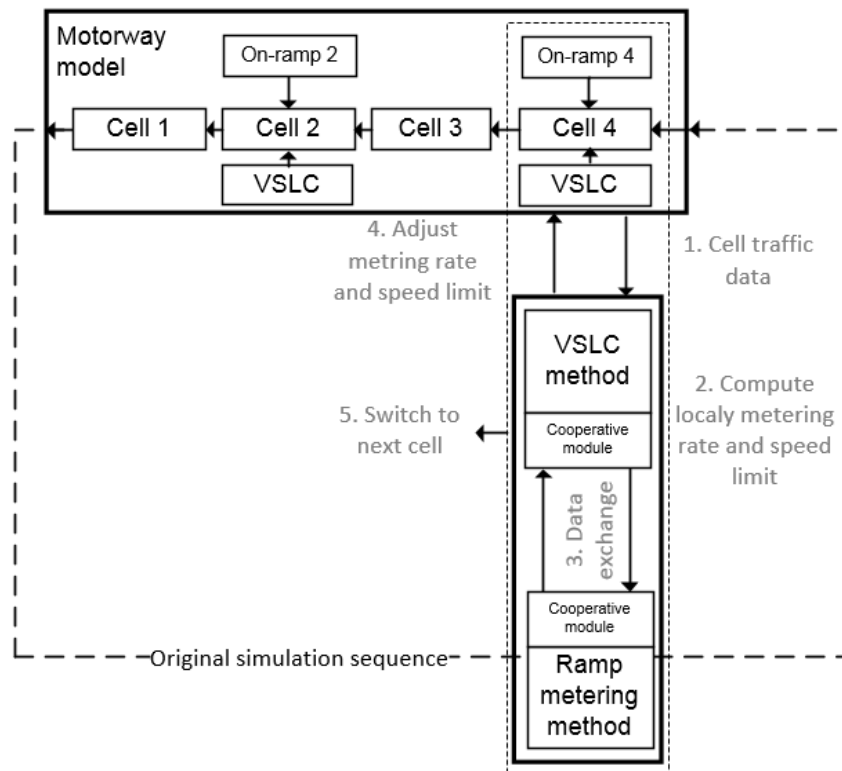 Motorway
model
On-ramp 2
On-ramp 4
Cell 1
Cell 2
Cell 3
Cell 4
VSLC
VSLC
4. Adjust
metring rate
and speed limit
1. Cell traffic
data
VSLC
method
Cooperative
module
2. Compute
localy metering
rate and speed
limit
5. Switch to
next cell
3. Data
exchange
Cooperative
module
Ramp
metering
method
Original simulation sequence